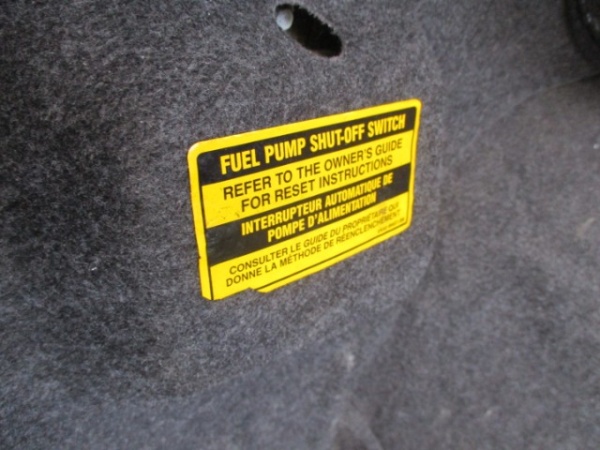 FUEL PUMP SHUT-OFF SWITCH
REFER TO THE OWNER'S GUIDE
FOR RESET INSTRUCTIONS
INTERRUPTEUR AUTOMATIQUE DE
POMPE D'ALIMENTATION
CONSULTER LE GUIDE DU PROPRIÉTAIRE QUI
DONNE LA MÉTHODE DE RÉENCLENCHEMENT